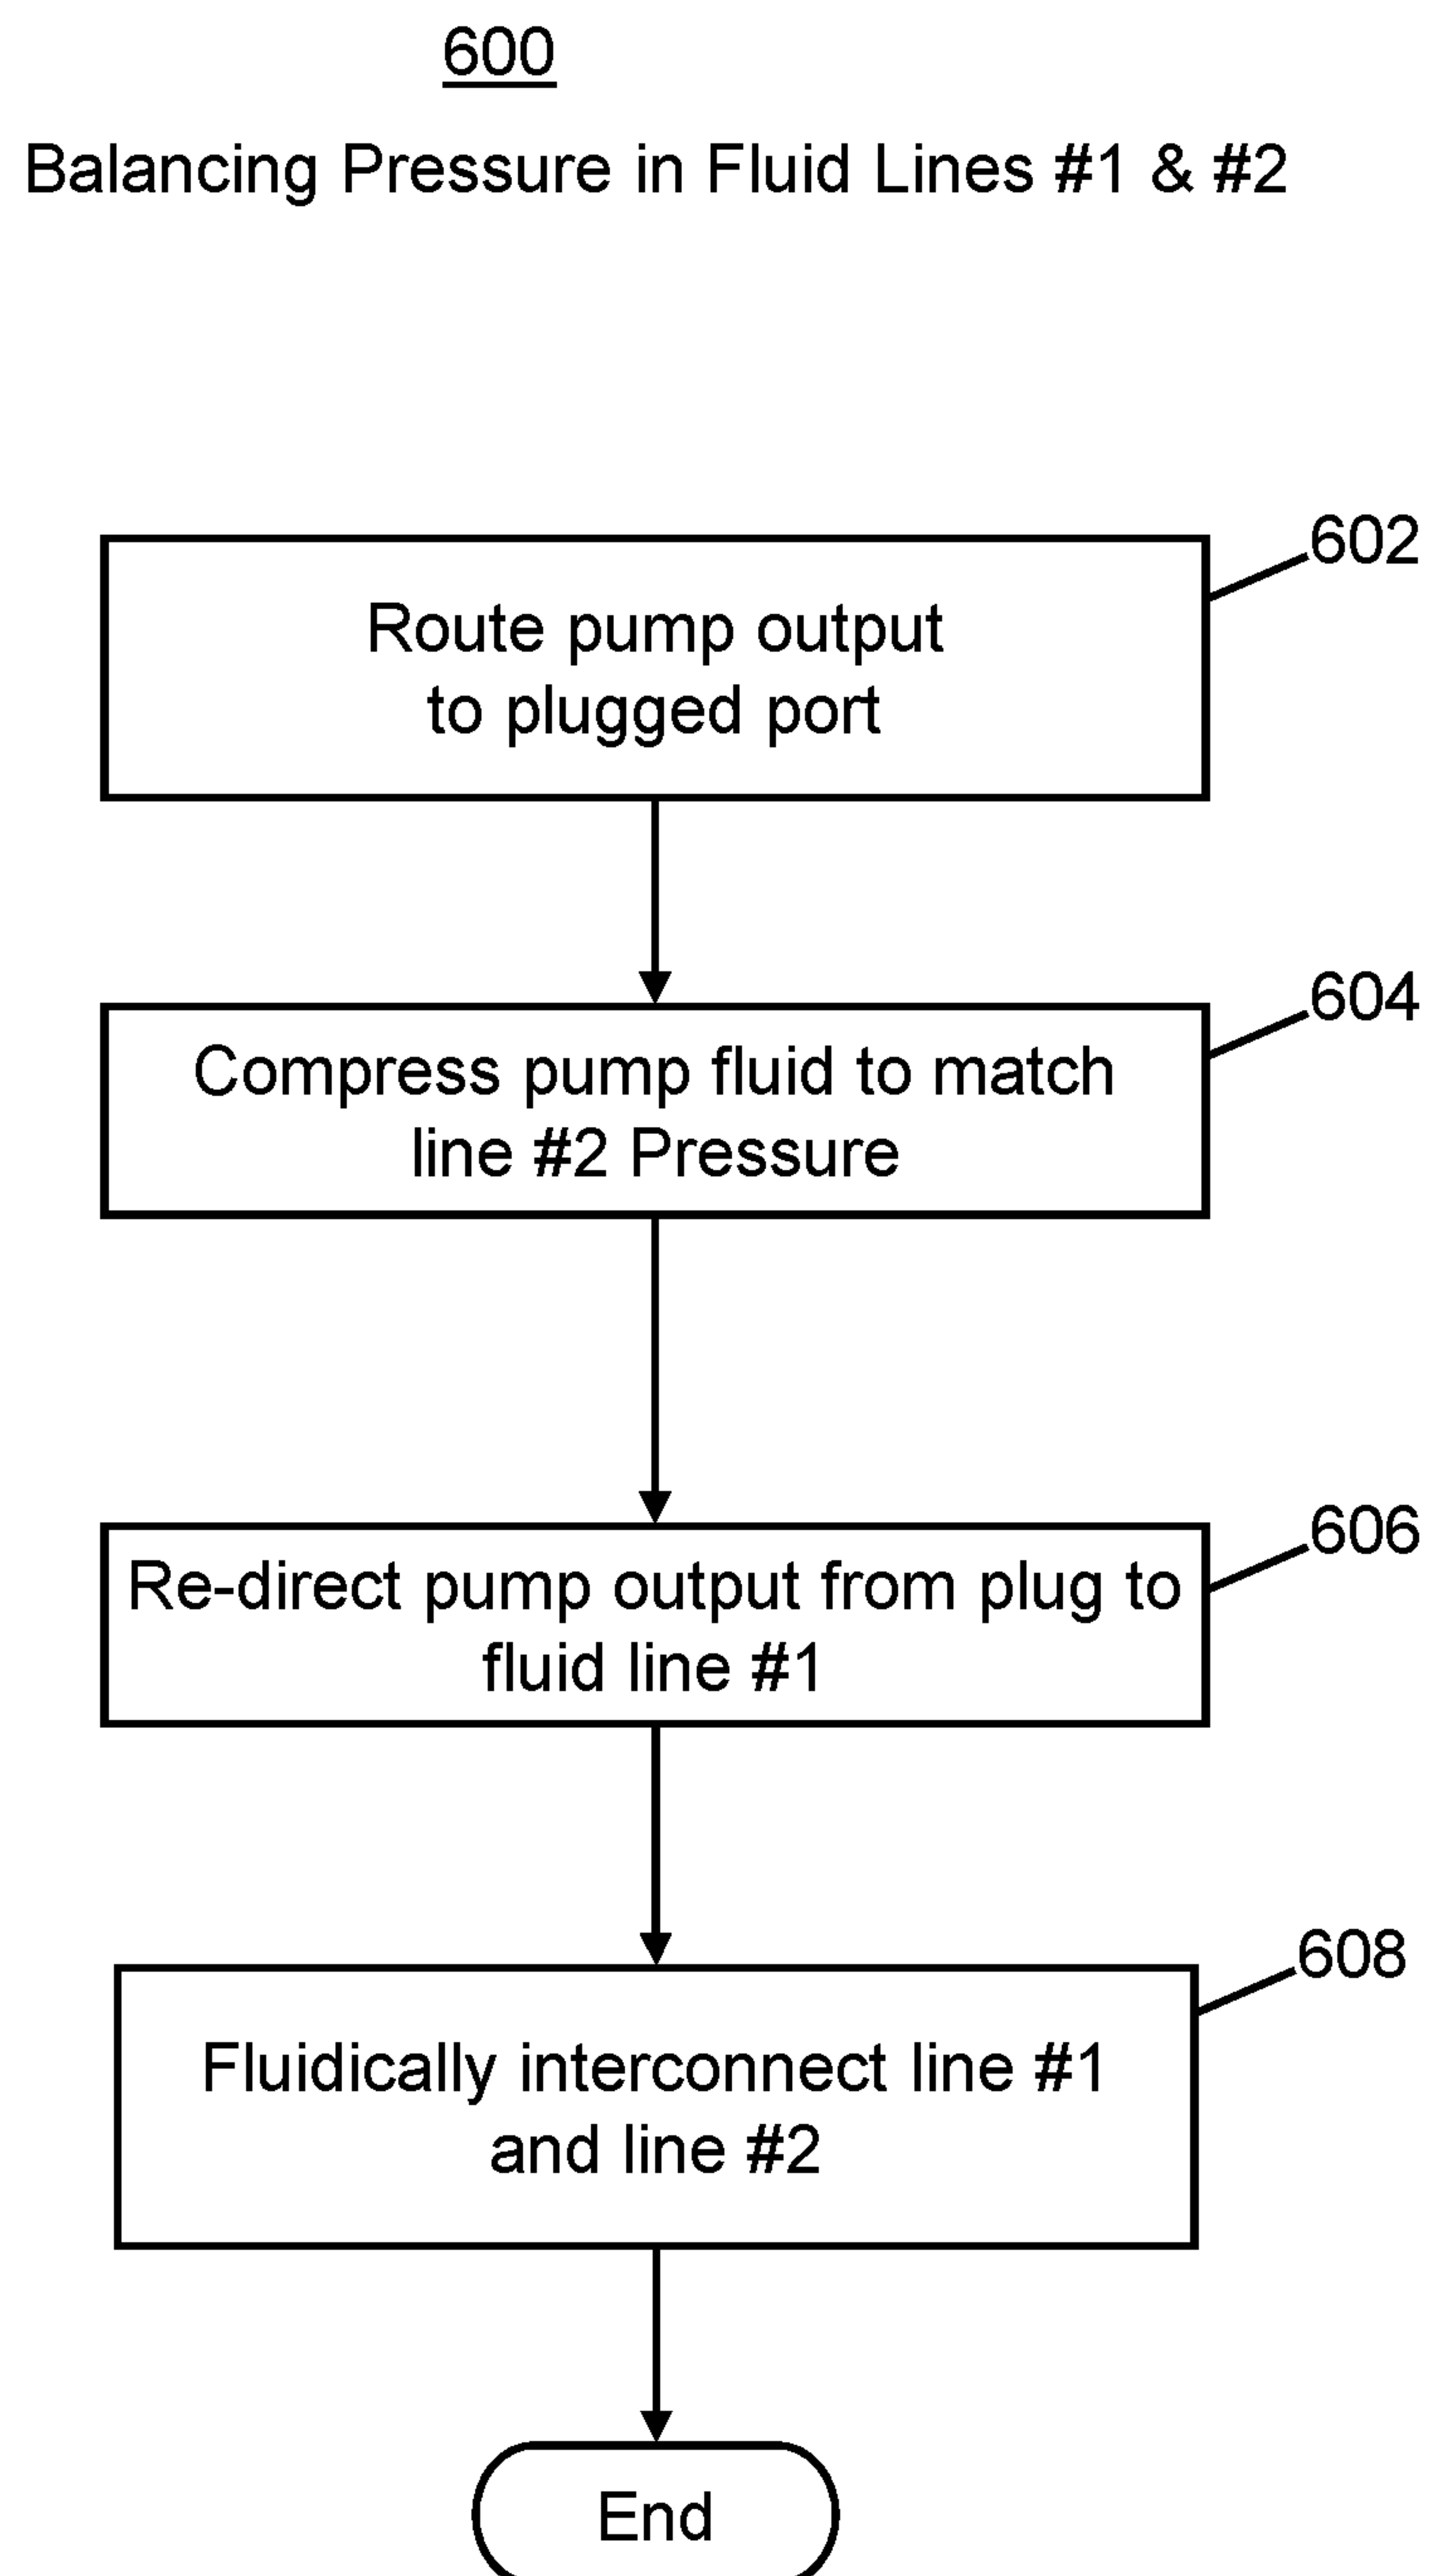 600
Balancing Pressure in Fluid Lines #1 & #2
602
Route pump output
to plugged port
604
Compress pump fluid to match
line #2 Pressure
606
Re-direct pump output from plug to
fluid line #1
608
Fluidically interconnect line #1
and line #2
End